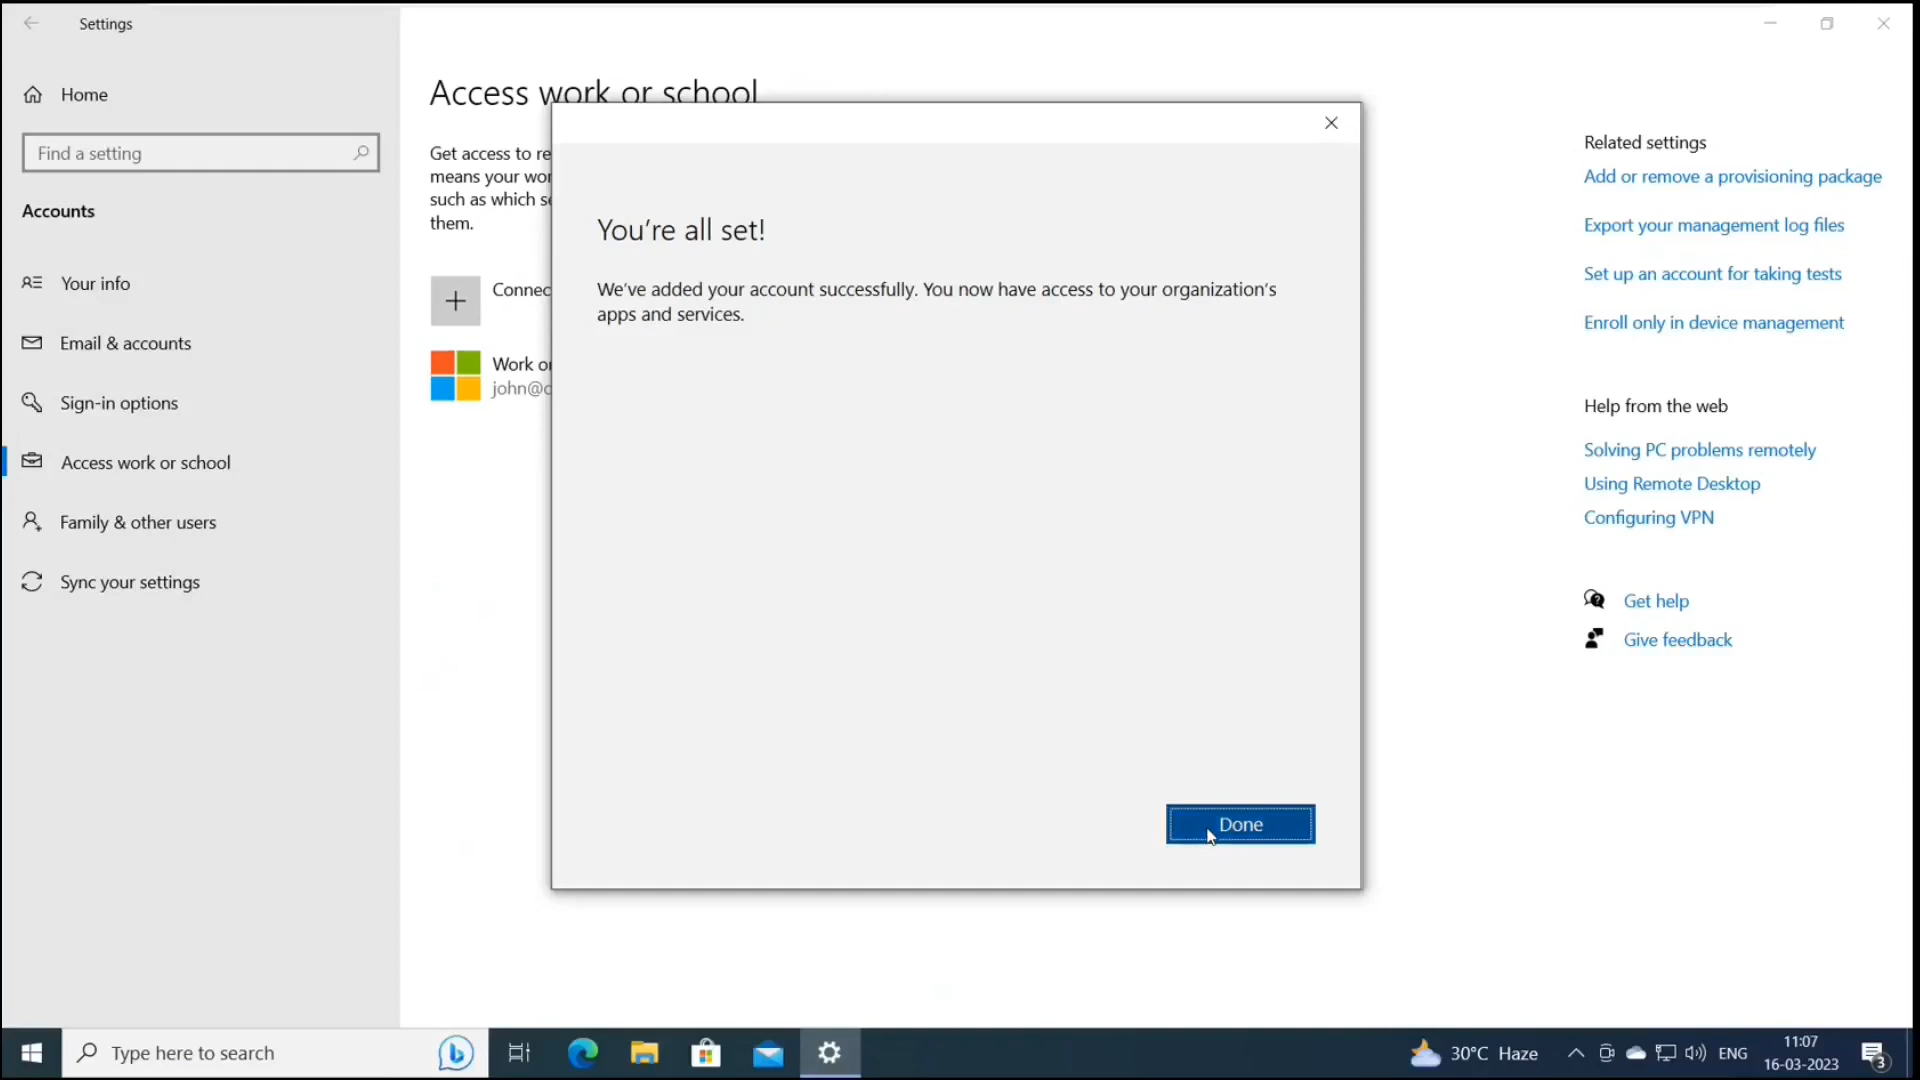 Settings
Home
Find a setting
Accounts
Your info
Email & accounts
Sign-in options
Access work or school
Family & other users
Sync your settings
Access work or school
Get access to re
means your wor
such as which se
them.
Connec
Work or
john@c
You're all set!
We've added your account successfully. You now have access to your organization's
apps and services.
Done
Related settings
Add or remove a provisioning package
Export your management log files
Set up an account for taking tests
Enroll only in device management
Help from the web
Solving PC problems remotely
Using Remote Desktop
Configuring VPN
Get help
Give feedback
Type here to search
30°C Haze
ENG
11:07
16-03-2023
3